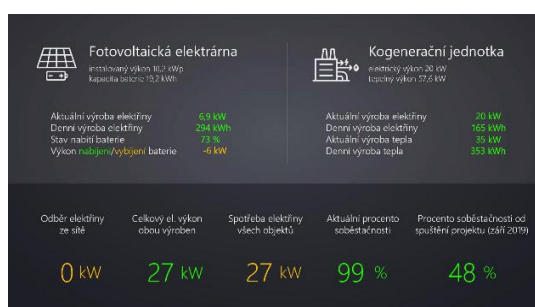 Fotovoltaická elektrárna
instalovaný výkon 10,2 kWp
kapacita baterie 19,2 kWh
Aktuální výroba elektřiny 6,9 kW
Denní výroba elektřiny 294 kWh
Stav nabití baterie 73 %
Výkon nabíjení/vybíjení baterie -6 kW
Kogenerační jednotka
elektrický výkon 20 kW
tepelný výkon 57,6 kW
Aktuální výroba elektřiny 20 kW
Denní výroba elektřiny 165 kWh
Aktuální výroba tepla 35 kW
Denní výroba tepla 353 kWh
Odběr elektřiny
ze sítě
0 kW
Celkový el. výkon
obou výroben
27 kW
Spotřeba elektřiny
všech objektů
27 kW
Aktuální procento
soběstačnosti
99 %
Procento soběstačnosti od
spuštění projektu (září 2019)
48 %